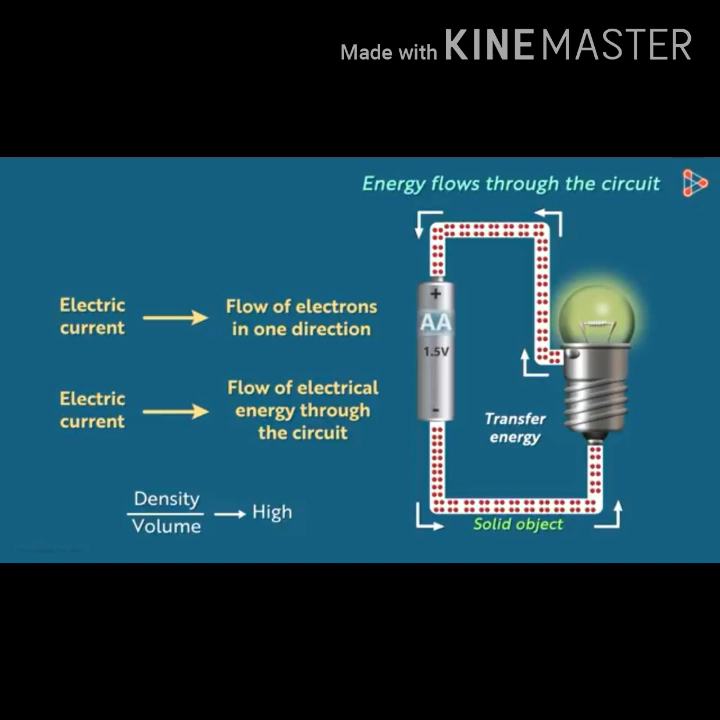 Made with KINEMASTER
Energy flows through the circuit
Electric
current
Flow of electrons
in one direction
Electric
current
Flow of electrical
energy through
the circuit
Density
Volume
High
+
AA
1.5V
-
Transfer
energy
Solid object